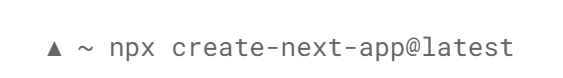 ▲ ~ npx create-next-app@latest